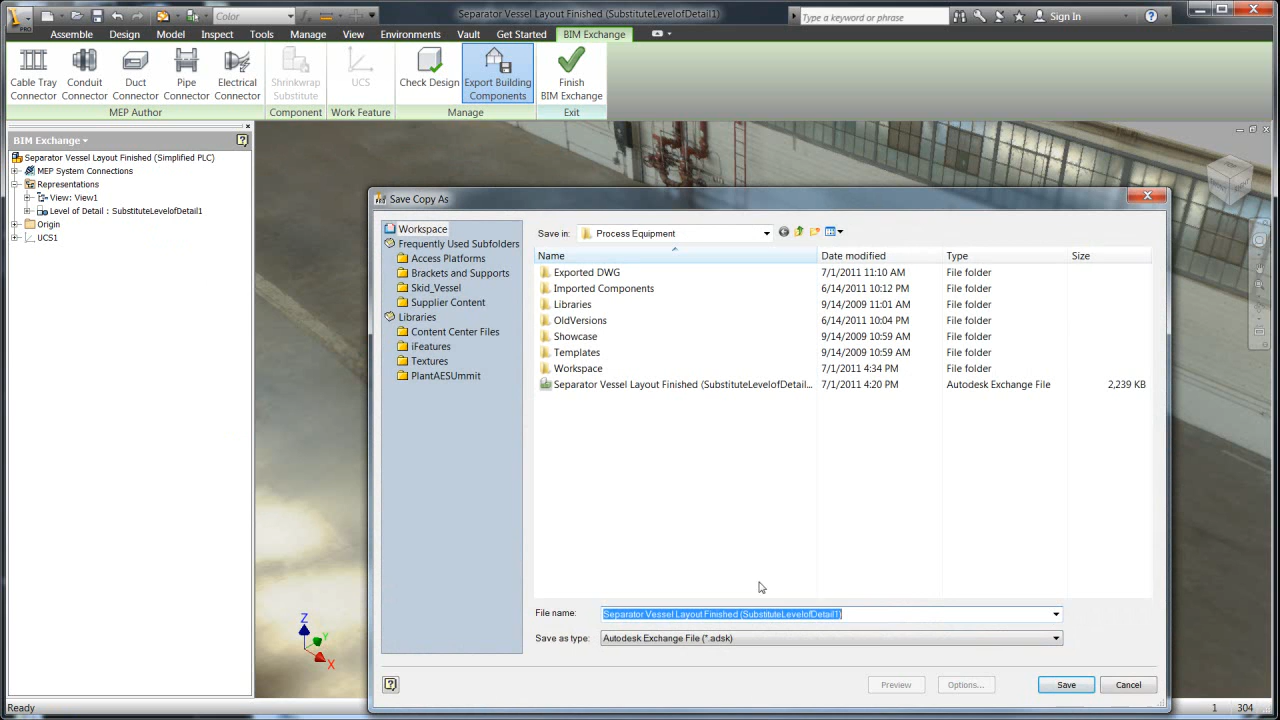 PRO
Color
Separator Vessel Layout Finished (SubstituteLevelofDetail1)
Type a keyword or phrase
Sign In
Assemble Design Model Inspect Tools Manage View Environments Vault Get Started BIM Exchange
Cable Tray Connector
Conduit Connector
Duct Connector
Pipe Connector
Electrical Connector
Shrinkwrap Substitute
UCS
Check Design
Export Building Components
Finish BIM Exchange
MEP Author Component Work Feature Manage Exit
BIM Exchange
Separator Vessel Layout Finished (Simplified PLC)
MEP System Connections
Representations
View: View1
Level of Detail : SubstituteLevelofDetail1
Origin
UCS1
Z
Y
X
Save Copy As
Workspace
Frequently Used Subfolders
Access Platforms
Brackets and Supports
Skid_Vessel
Supplier Content
Libraries
Content Center Files
iFeatures
Textures
PlantAESUmmit
Save in: Process Equipment
Name Date modified Type Size
Exported DWG 7/1/2011 11:10 AM File folder
Imported Components 6/14/2011 10:12 PM File folder
Libraries 9/14/2009 11:01 AM File folder
OldVersions 6/14/2011 10:04 PM File folder
Showcase 9/14/2009 10:59 AM File folder
Templates 9/14/2009 10:59 AM File folder
Workspace 7/1/2011 4:34 PM File folder
Separator Vessel Layout Finished (SubstituteLevelofDetail... 7/1/2011 4:20 PM Autodesk Exchange File 2,239 KB
File name: Separator Vessel Layout Finished (SubstituteLevelofDetail1)
Save as type: Autodesk Exchange File (*.adsk)
Preview Options... Save Cancel
Ready 1 304